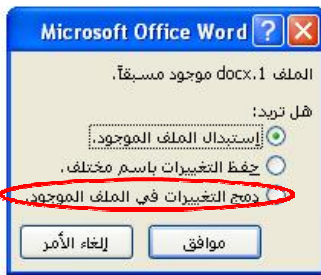 Microsoft Office Word
الملف 1.docx موجود مسبقاً.
هل تريد:
إستبدال الملف الموجود.
حفظ التغييرات باسم مختلف.
دمج التغييرات في الملف الموجود.
موافق
إلغاء الأمر